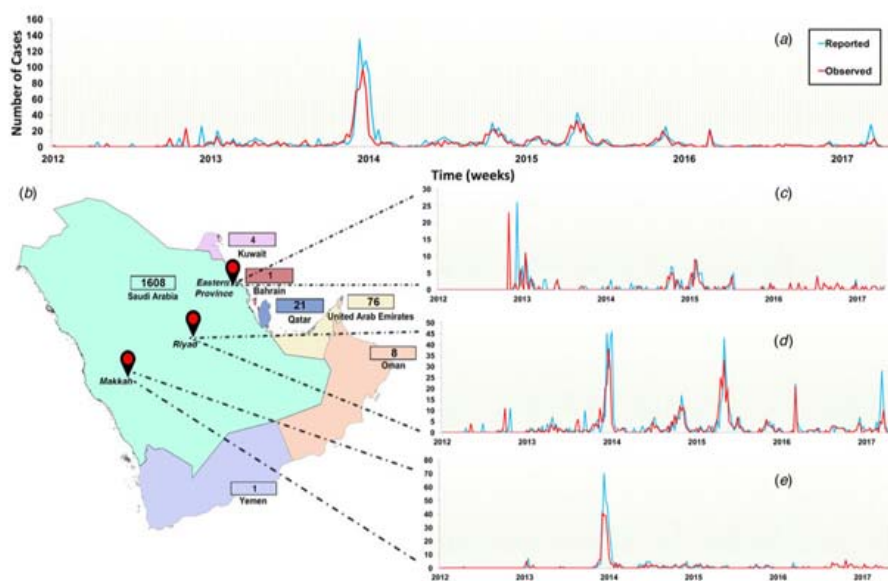 160
140
120
100
80
60
40
20
0
Number of Cases
(a)
Reported
Observed
2012 2013 2014 2015 2016 2017
Time (weeks)
(b)
4
Kuwait
1608
Saudi Arabia
Eastern
Province
1
Bahrain
21
Qatar
76
United Arab Emirates
Riyad
8
Oman
Makkah
1
Yemen
(c)
30
25
20
15
10
5
0
2012 2013 2014 2015 2016 2017
(d)
50
45
40
35
30
25
20
15
10
5
0
2012 2013 2014 2015 2016 2017
(e)
80
70
60
50
40
30
20
10
0
2012 2013 2014 2015 2016 2017